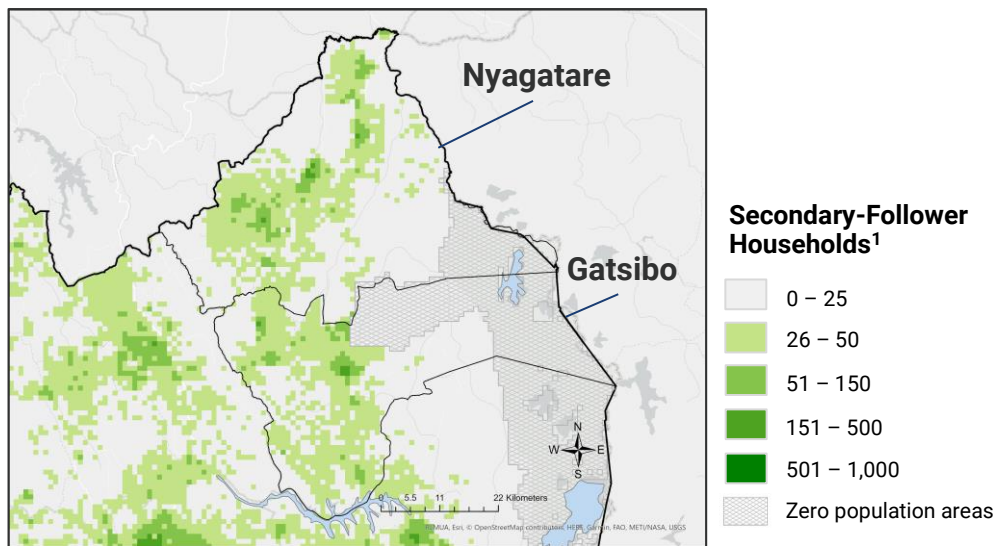 Nyagatare
Gatsibo
N
W E
S
0 5.5 11 22 Kilometers
Esri, © OpenStreetMap contributors, HERE, Garmin, FAO, METI/NASA, USGS
Secondary-Follower
Households¹
0 – 25
26 – 50
51 – 150
151 – 500
501 – 1,000
Zero population areas